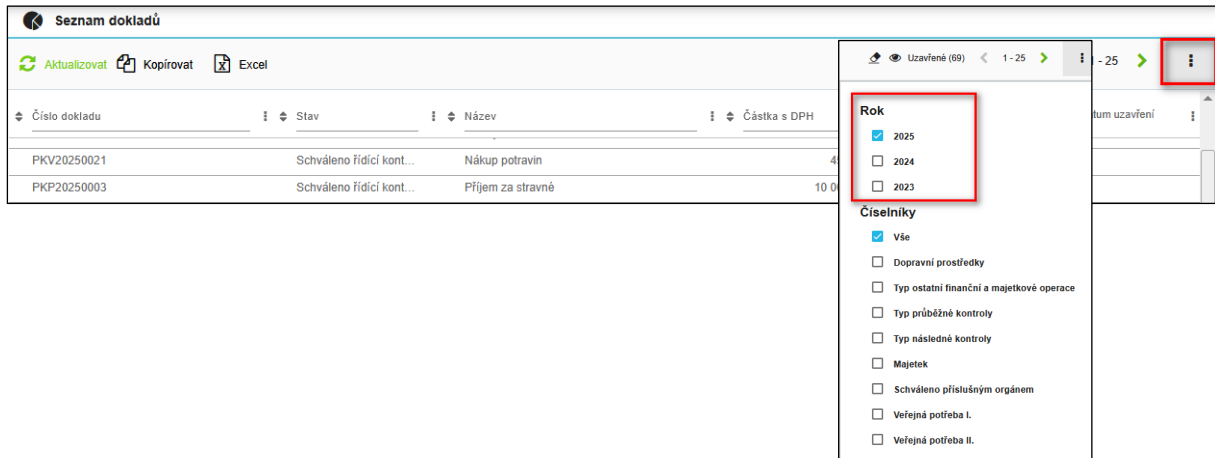 Seznam dokladů
Aktualizovat Kopírovat Excel
Uzavřené (69) 1 - 25
- 25
Číslo dokladu Stav Název Částka s DPH
tum uzavření
PKV20250021 Schváleno řídící kont... Nákup potravin
PKP20250003 Schváleno řídící kont... Příjem za stravné 10 00
Rok
2025
2024
2023
Číselníky
Vše
Dopravní prostředky
Typ ostatní finanční a majetkové operace
Typ průběžné kontroly
Typ následné kontroly
Majetek
Schváleno příslušným orgánem
Veřejná potřeba I.
Veřejná potřeba II.